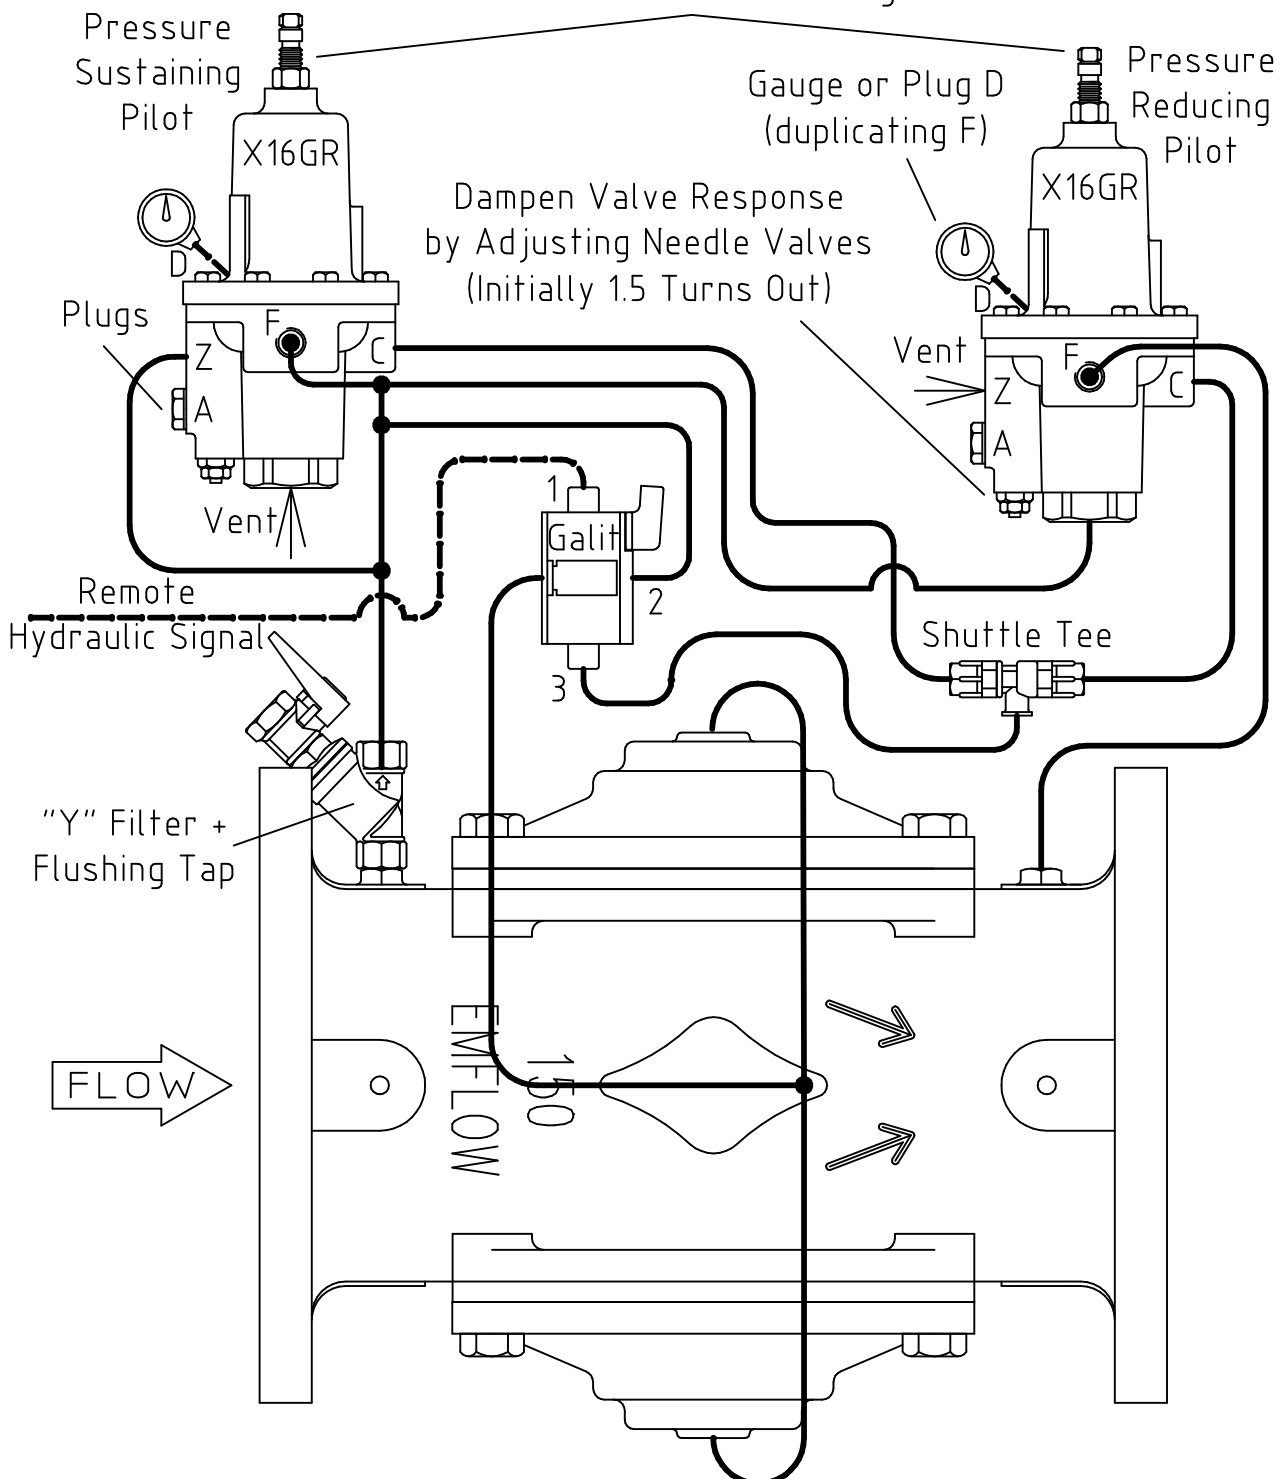 Pressure
Sustaining
Pilot
X16GR
Gauge or Plug D
(duplicating F)
Pressure
Reducing
Pilot
X16GR
Dampen Valve Response
by Adjusting Needle Valves
(Initially 1.5 Turns Out)
D
D
Plugs
F
Z
C
A
Vent
Vent
F
Z
C
A
1
Galit
2
3
Remote
Hydraulic Signal
Shuttle Tee
"Y" Filter +
Flushing Tap
FLOW
EMFLOW
150